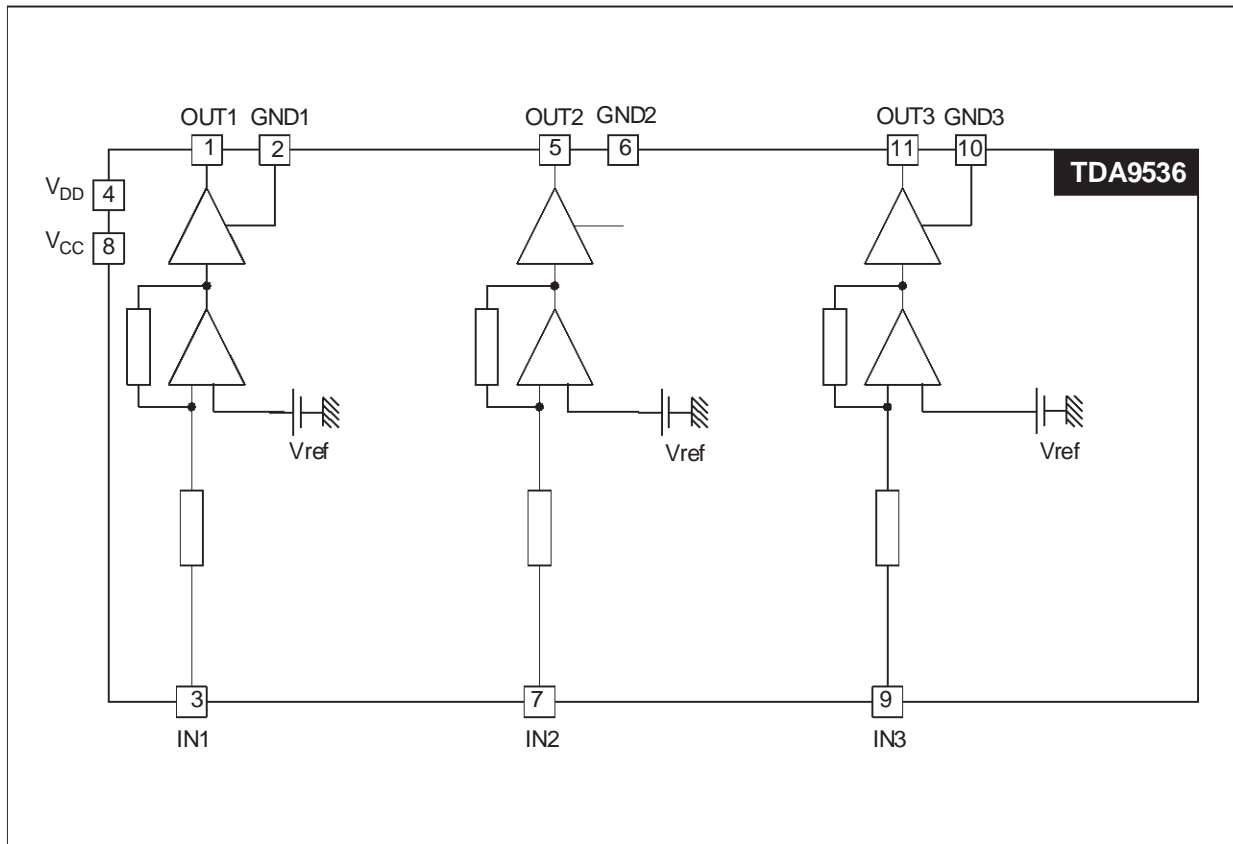 OUT1 GND1 OUT2 GND2 OUT3 GND3
1 2 5 6 11 10
TDA9536
VDD 4
VCC 8
Vref Vref Vref
3 7 9
IN1 IN2 IN3